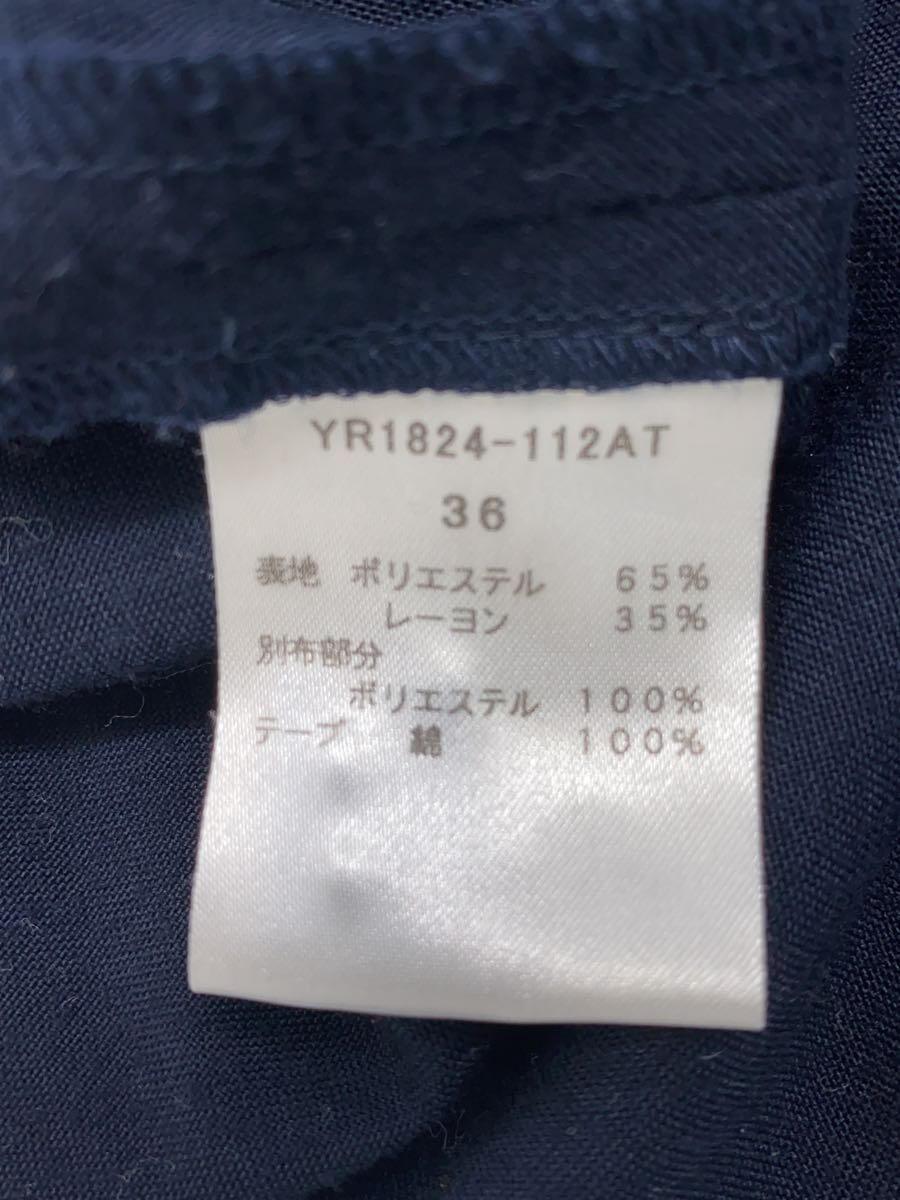 YR1824-112AT
36
表地 ポリエステル 65%
レーヨン 35%
別布部分
ポリエステル 100%
テープ 綿 100%